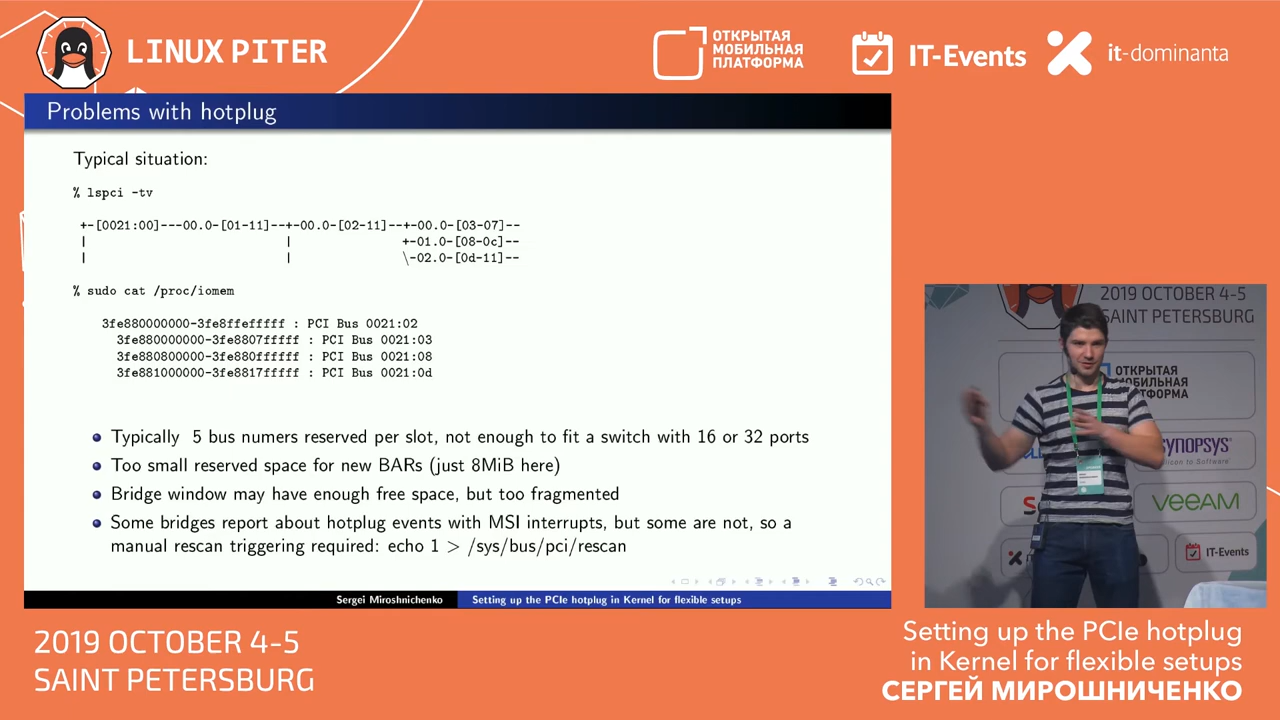 LINUX PITER
ОТКРЫТАЯ
МОБИЛЬНАЯ
ПЛАТФОРМА
IT-Events
it-dominanta
Problems with hotplug
Typical situation:
% lspci -tv
+-[0021:00]---00.0-[01-11]--+-00.0-[02-11]--+-00.0-[03-07]--
| | +-01.0-[08-0c]--
| | \-02.0-[0d-11]--
% sudo cat /proc/iomem
3fe880000000-3fe8ffefffff : PCI Bus 0021:02
3fe880000000-3fe8807fffff : PCI Bus 0021:03
3fe880800000-3fe880ffffff : PCI Bus 0021:08
3fe881000000-3fe8817fffff : PCI Bus 0021:0d
Typically 5 bus numers reserved per slot, not enough to fit a switch with 16 or 32 ports
Too small reserved space for new BARs (just 8MiB here)
Bridge window may have enough free space, but too fragmented
Some bridges report about hotplug events with MSI interrupts, but some are not, so a
manual rescan triggering required: echo 1 > /sys/bus/pci/rescan
Sergei Miroshnichenko
Setting up the PCIe hotplug in Kernel for flexible setups
2019 OCTOBER 4-5
SAINT PETERSBURG
ОТКРЫТАЯ
МОБИЛЬНАЯ
ПЛАТФОРМА
SYNOPSYS
Silicon to Software
VEEAM
IT-Events
2019 OCTOBER 4-5
SAINT PETERSBURG
Setting up the PCIe hotplug
in Kernel for flexible setups
СЕРГЕЙ МИРОШНИЧЕНКО